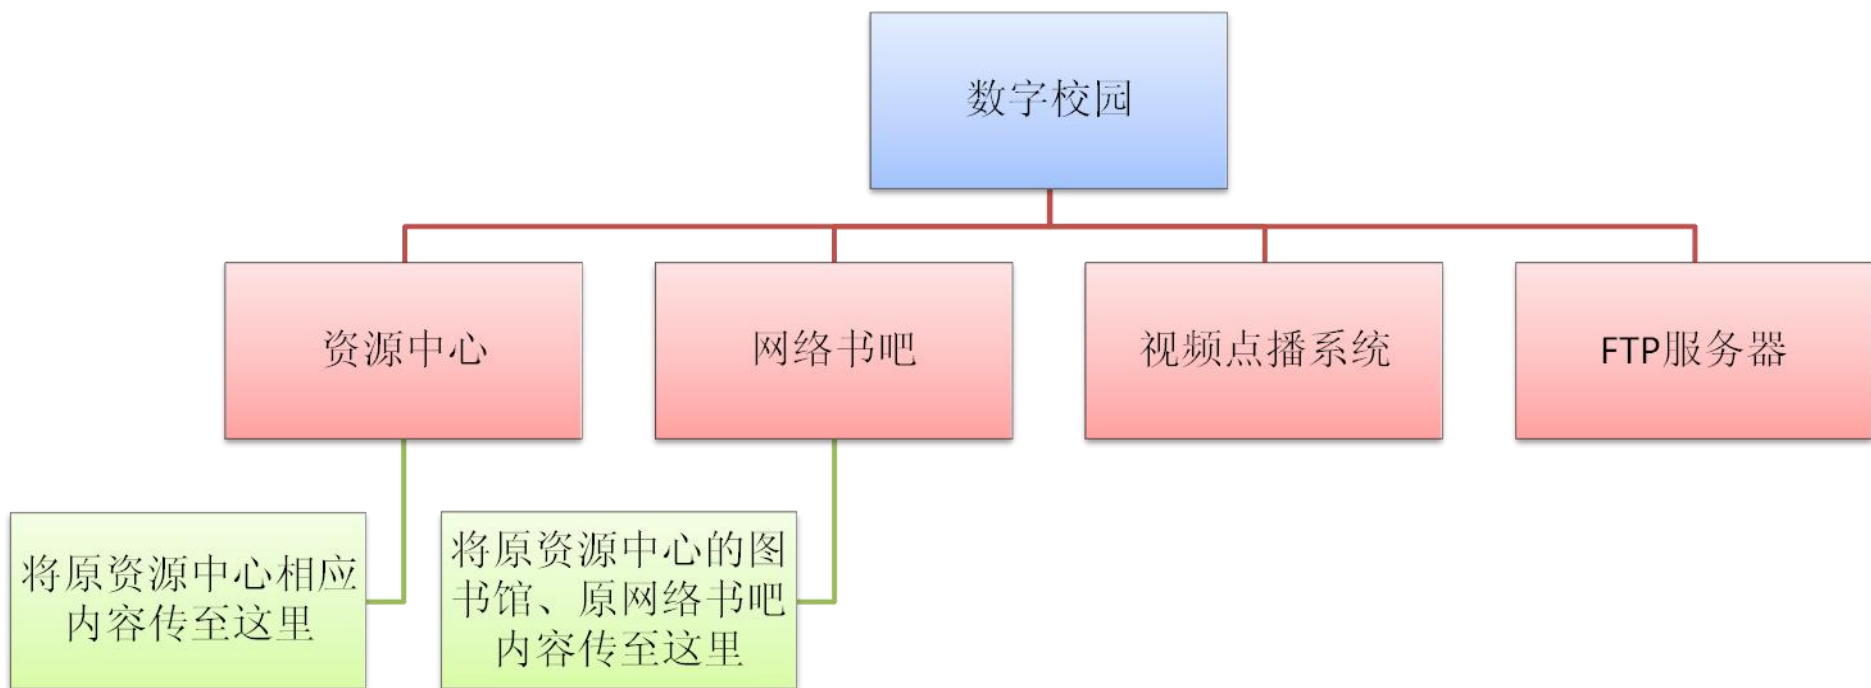 数字校园
资源中心
网络书吧
视频点播系统
FTP服务器
将原资源中心相应
内容传至这里
将原资源中心的图
书馆、原网络书吧
内容传至这里